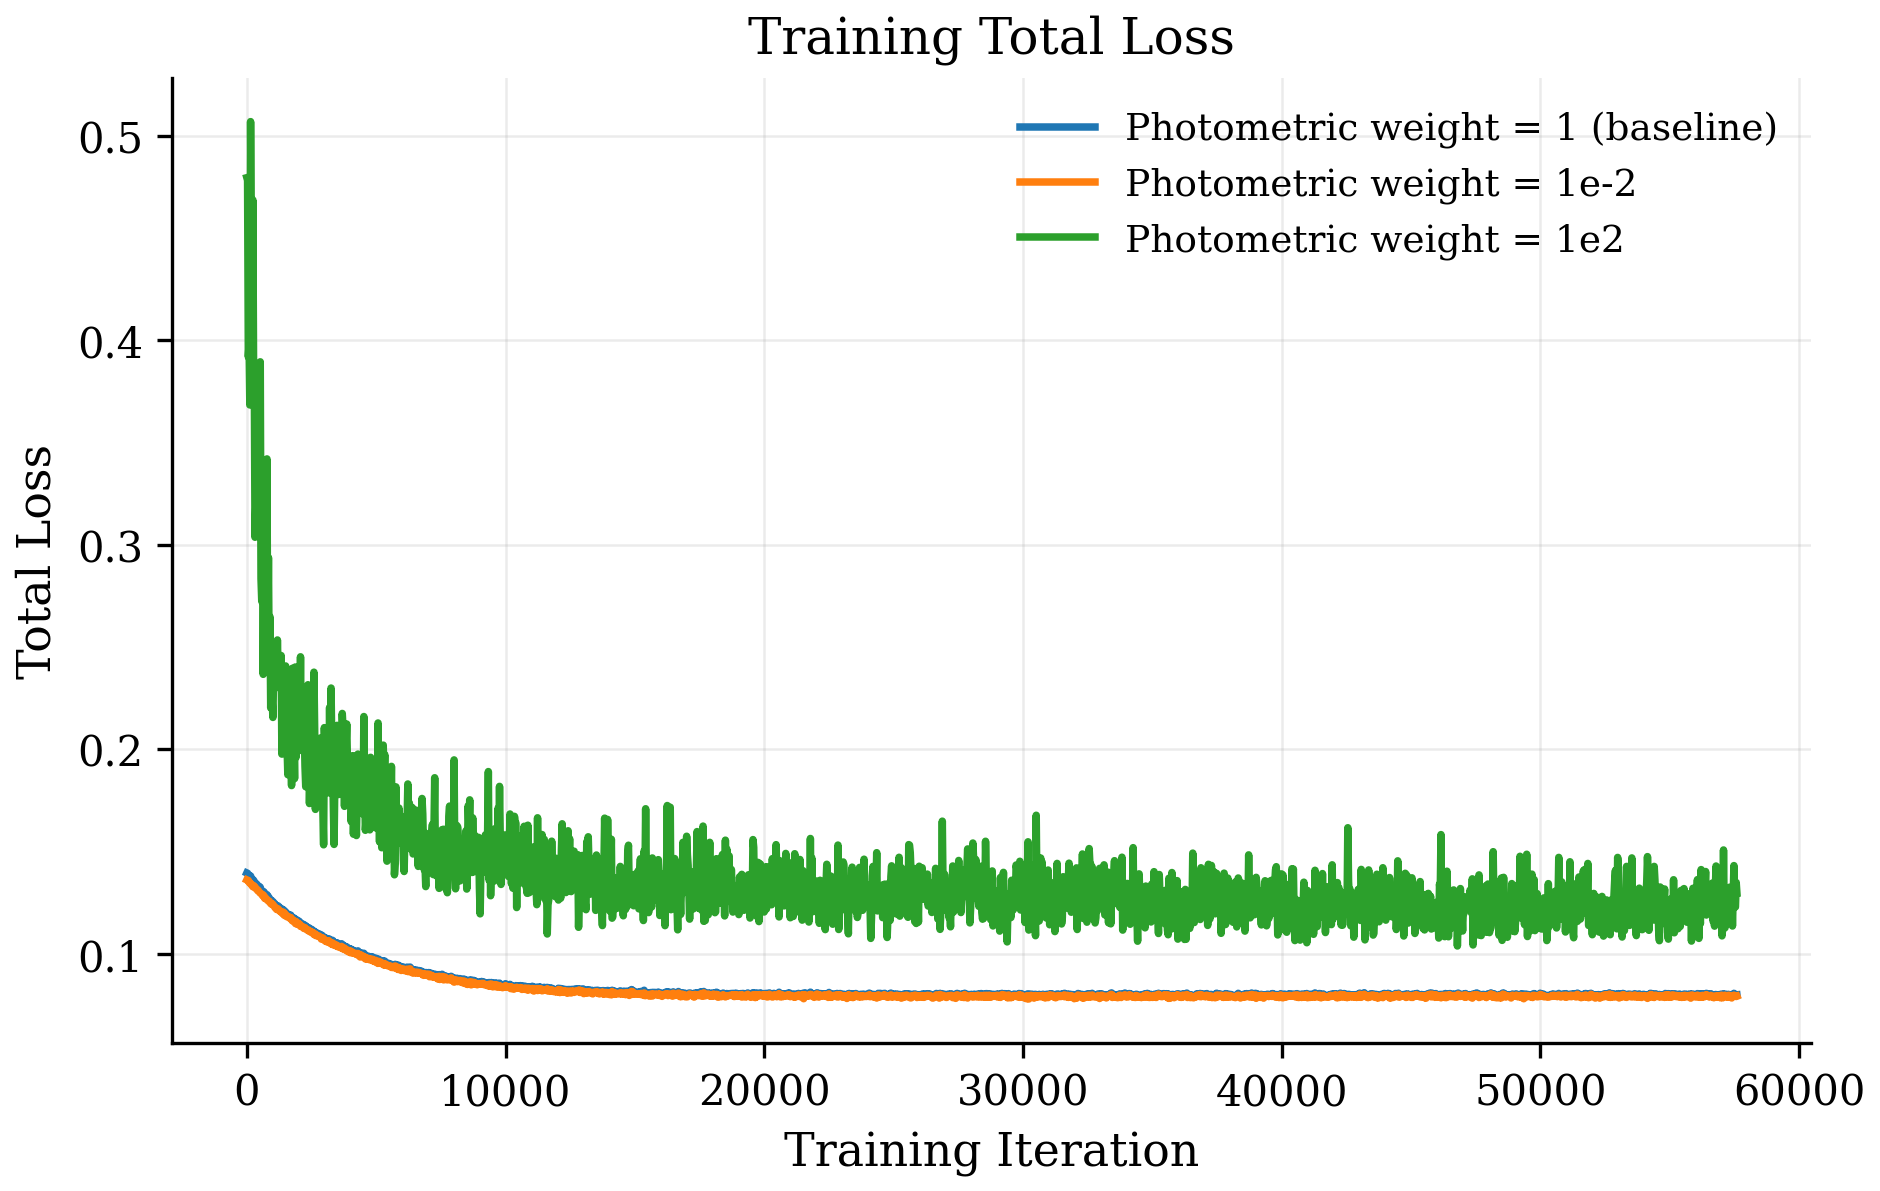 Training Total Loss
Photometric weight = 1 (baseline)
Photometric weight = 1e-2
Photometric weight = 1e2
Total Loss
0.5
0.4
0.3
0.2
0.1
0 10000 20000 30000 40000 50000 60000
Training Iteration